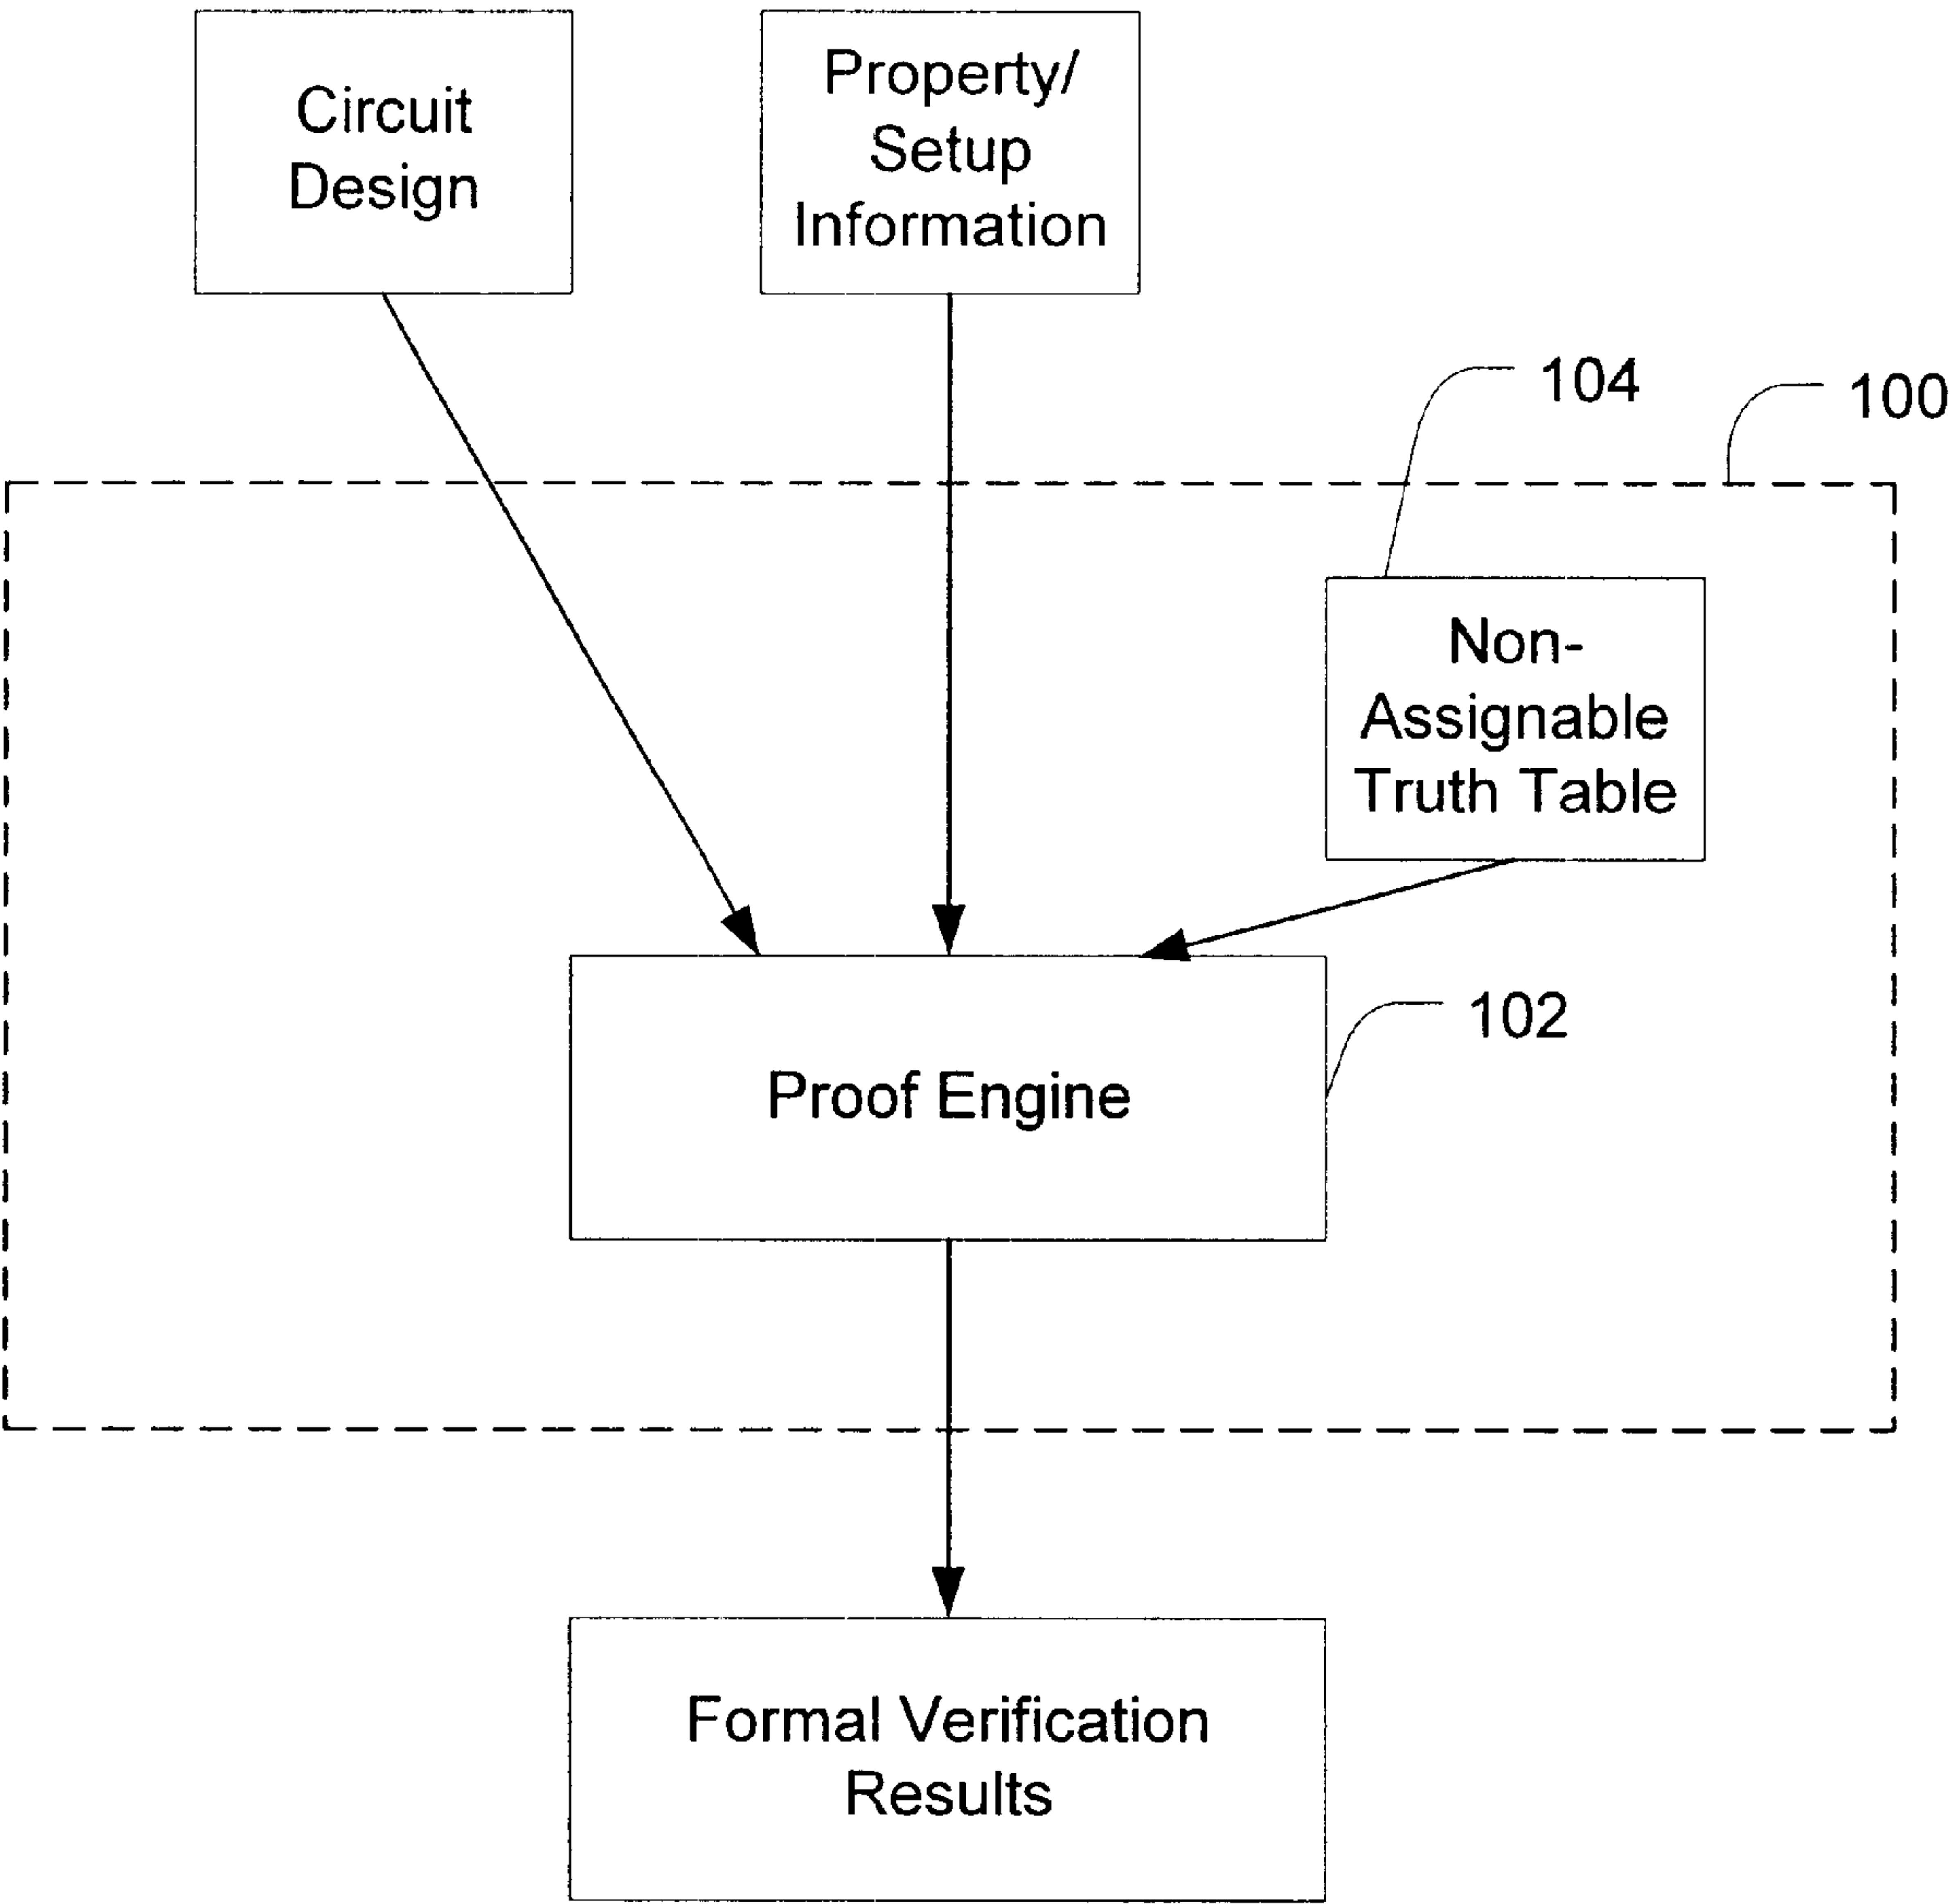 Circuit
Design
Property/
Setup
Information
104
100
Non-
Assignable
Truth Table
102
Proof Engine
Formal Verification
Results